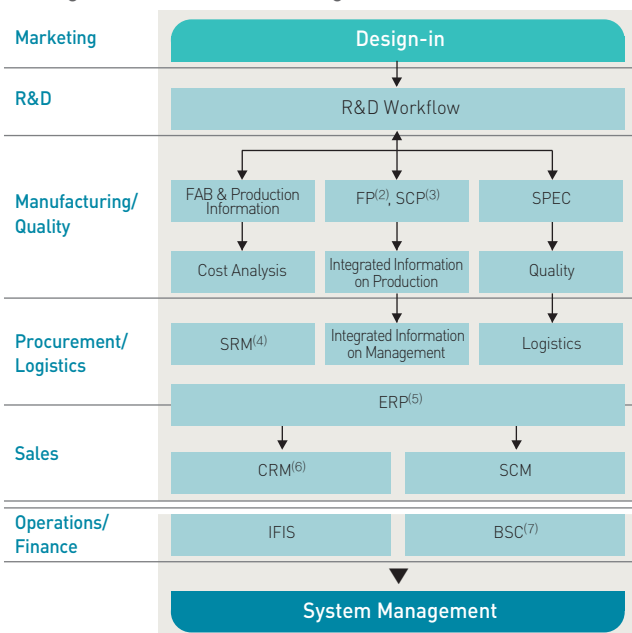 Marketing
Design-in
R&D
R&D Workflow
Manufacturing/
Quality
FAB & Production
Information
FP(2), SCP(3)
SPEC
Cost Analysis
Integrated Information
on Production
Quality
Procurement/
Logistics
SRM(4)
Integrated Information
on Management
Logistics
ERP(5)
Sales
CRM(6)
SCM
Operations/
Finance
IFIS
BSC(7)
System Management